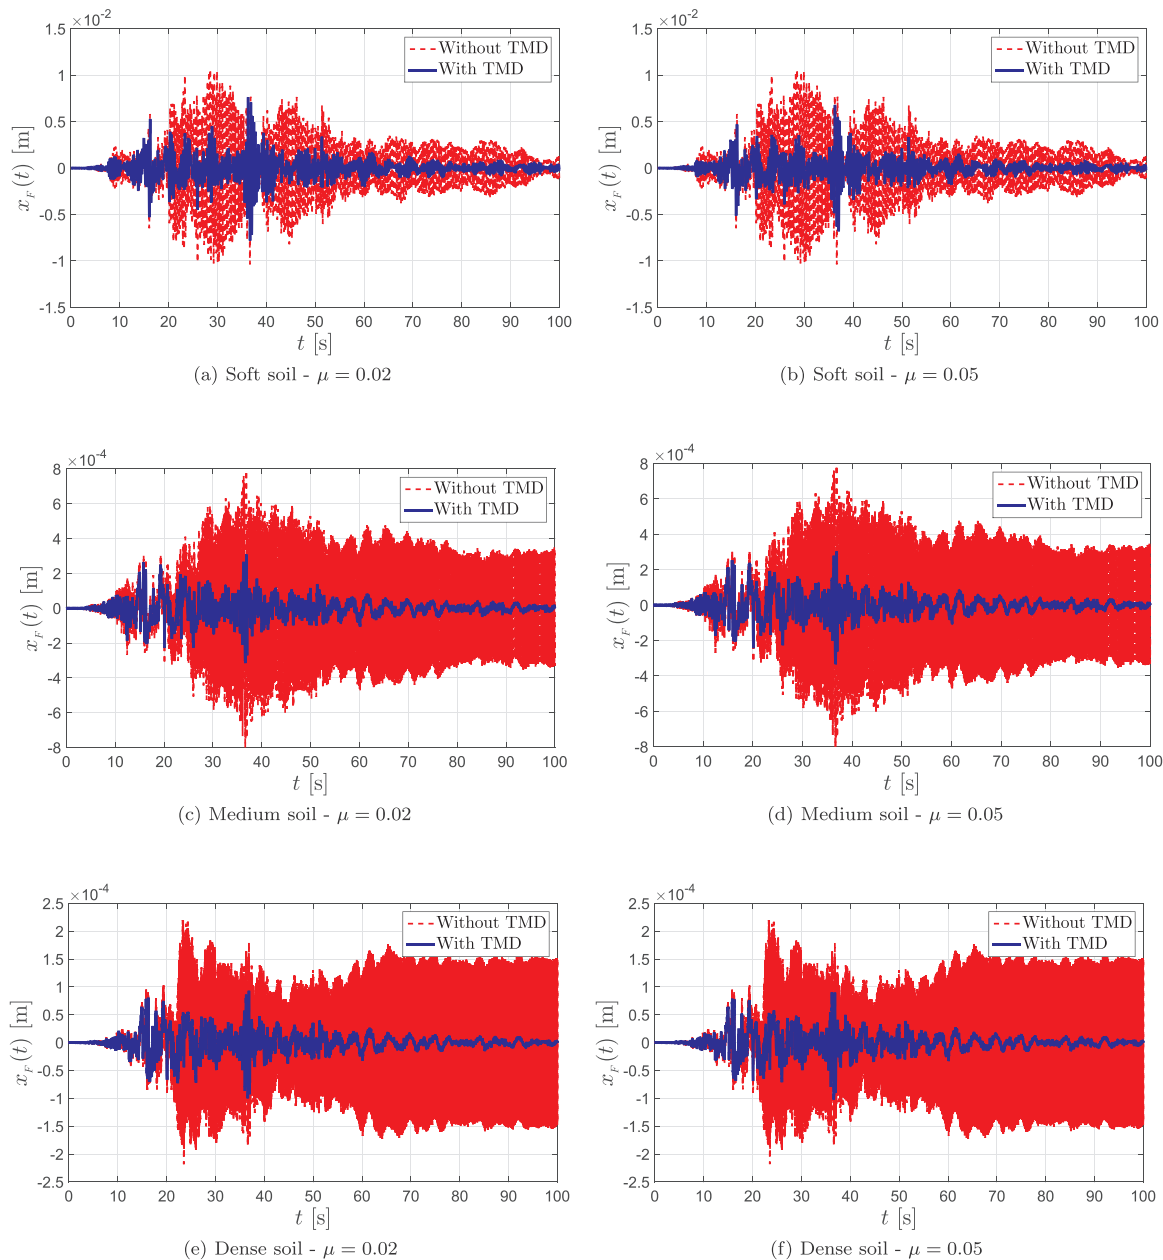 ×10⁻²
1.5
1
0.5
0
-0.5
-1
-1.5
x_F(t) [m]
Without TMD
With TMD
0 10 20 30 40 50 60 70 80 90 100
t [s]
(a) Soft soil - μ = 0.02
×10⁻²
1.5
1
0.5
0
-0.5
-1
-1.5
x_F(t) [m]
Without TMD
With TMD
0 10 20 30 40 50 60 70 80 90 100
t [s]
(b) Soft soil - μ = 0.05
×10⁻⁴
8
6
4
2
0
-2
-4
-6
-8
x_F(t) [m]
Without TMD
With TMD
0 10 20 30 40 50 60 70 80 90 100
t [s]
(c) Medium soil - μ = 0.02
×10⁻⁴
8
6
4
2
0
-2
-4
-6
-8
x_F(t) [m]
Without TMD
With TMD
0 10 20 30 40 50 60 70 80 90 100
t [s]
(d) Medium soil - μ = 0.05
×10⁻⁴
2.5
2
1.5
1
0.5
0
-0.5
-1
-1.5
-2
-2.5
x_F(t) [m]
Without TMD
With TMD
0 10 20 30 40 50 60 70 80 90 100
t [s]
(e) Dense soil - μ = 0.02
×10⁻⁴
2.5
2
1.5
1
0.5
0
-0.5
-1
-1.5
-2
-2.5
x_F(t) [m]
Without TMD
With TMD
0 10 20 30 40 50 60 70 80 90 100
t [s]
(f) Dense soil - μ = 0.05